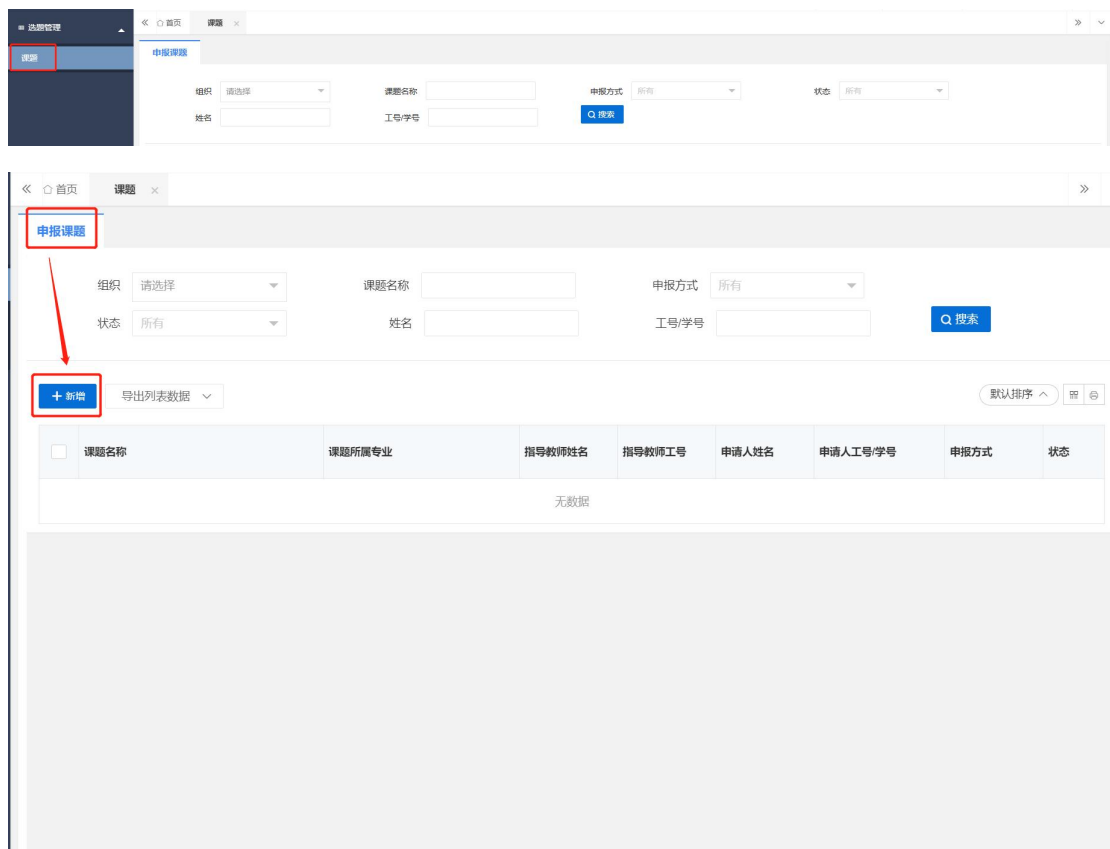 选题管理
首页 课题
课题
申报课题
组织 请选择 课题名称 申报方式 所有 状态 所有
姓名 工号/学号 搜索
首页 课题
申报课题
组织 请选择 课题名称 申报方式 所有
状态 所有 姓名 工号/学号 搜索
新增 导出列表数据 默认排序
课题名称 课题所属专业 指导教师姓名 指导教师工号 申请人姓名 申请人工号/学号 申报方式 状态
无数据